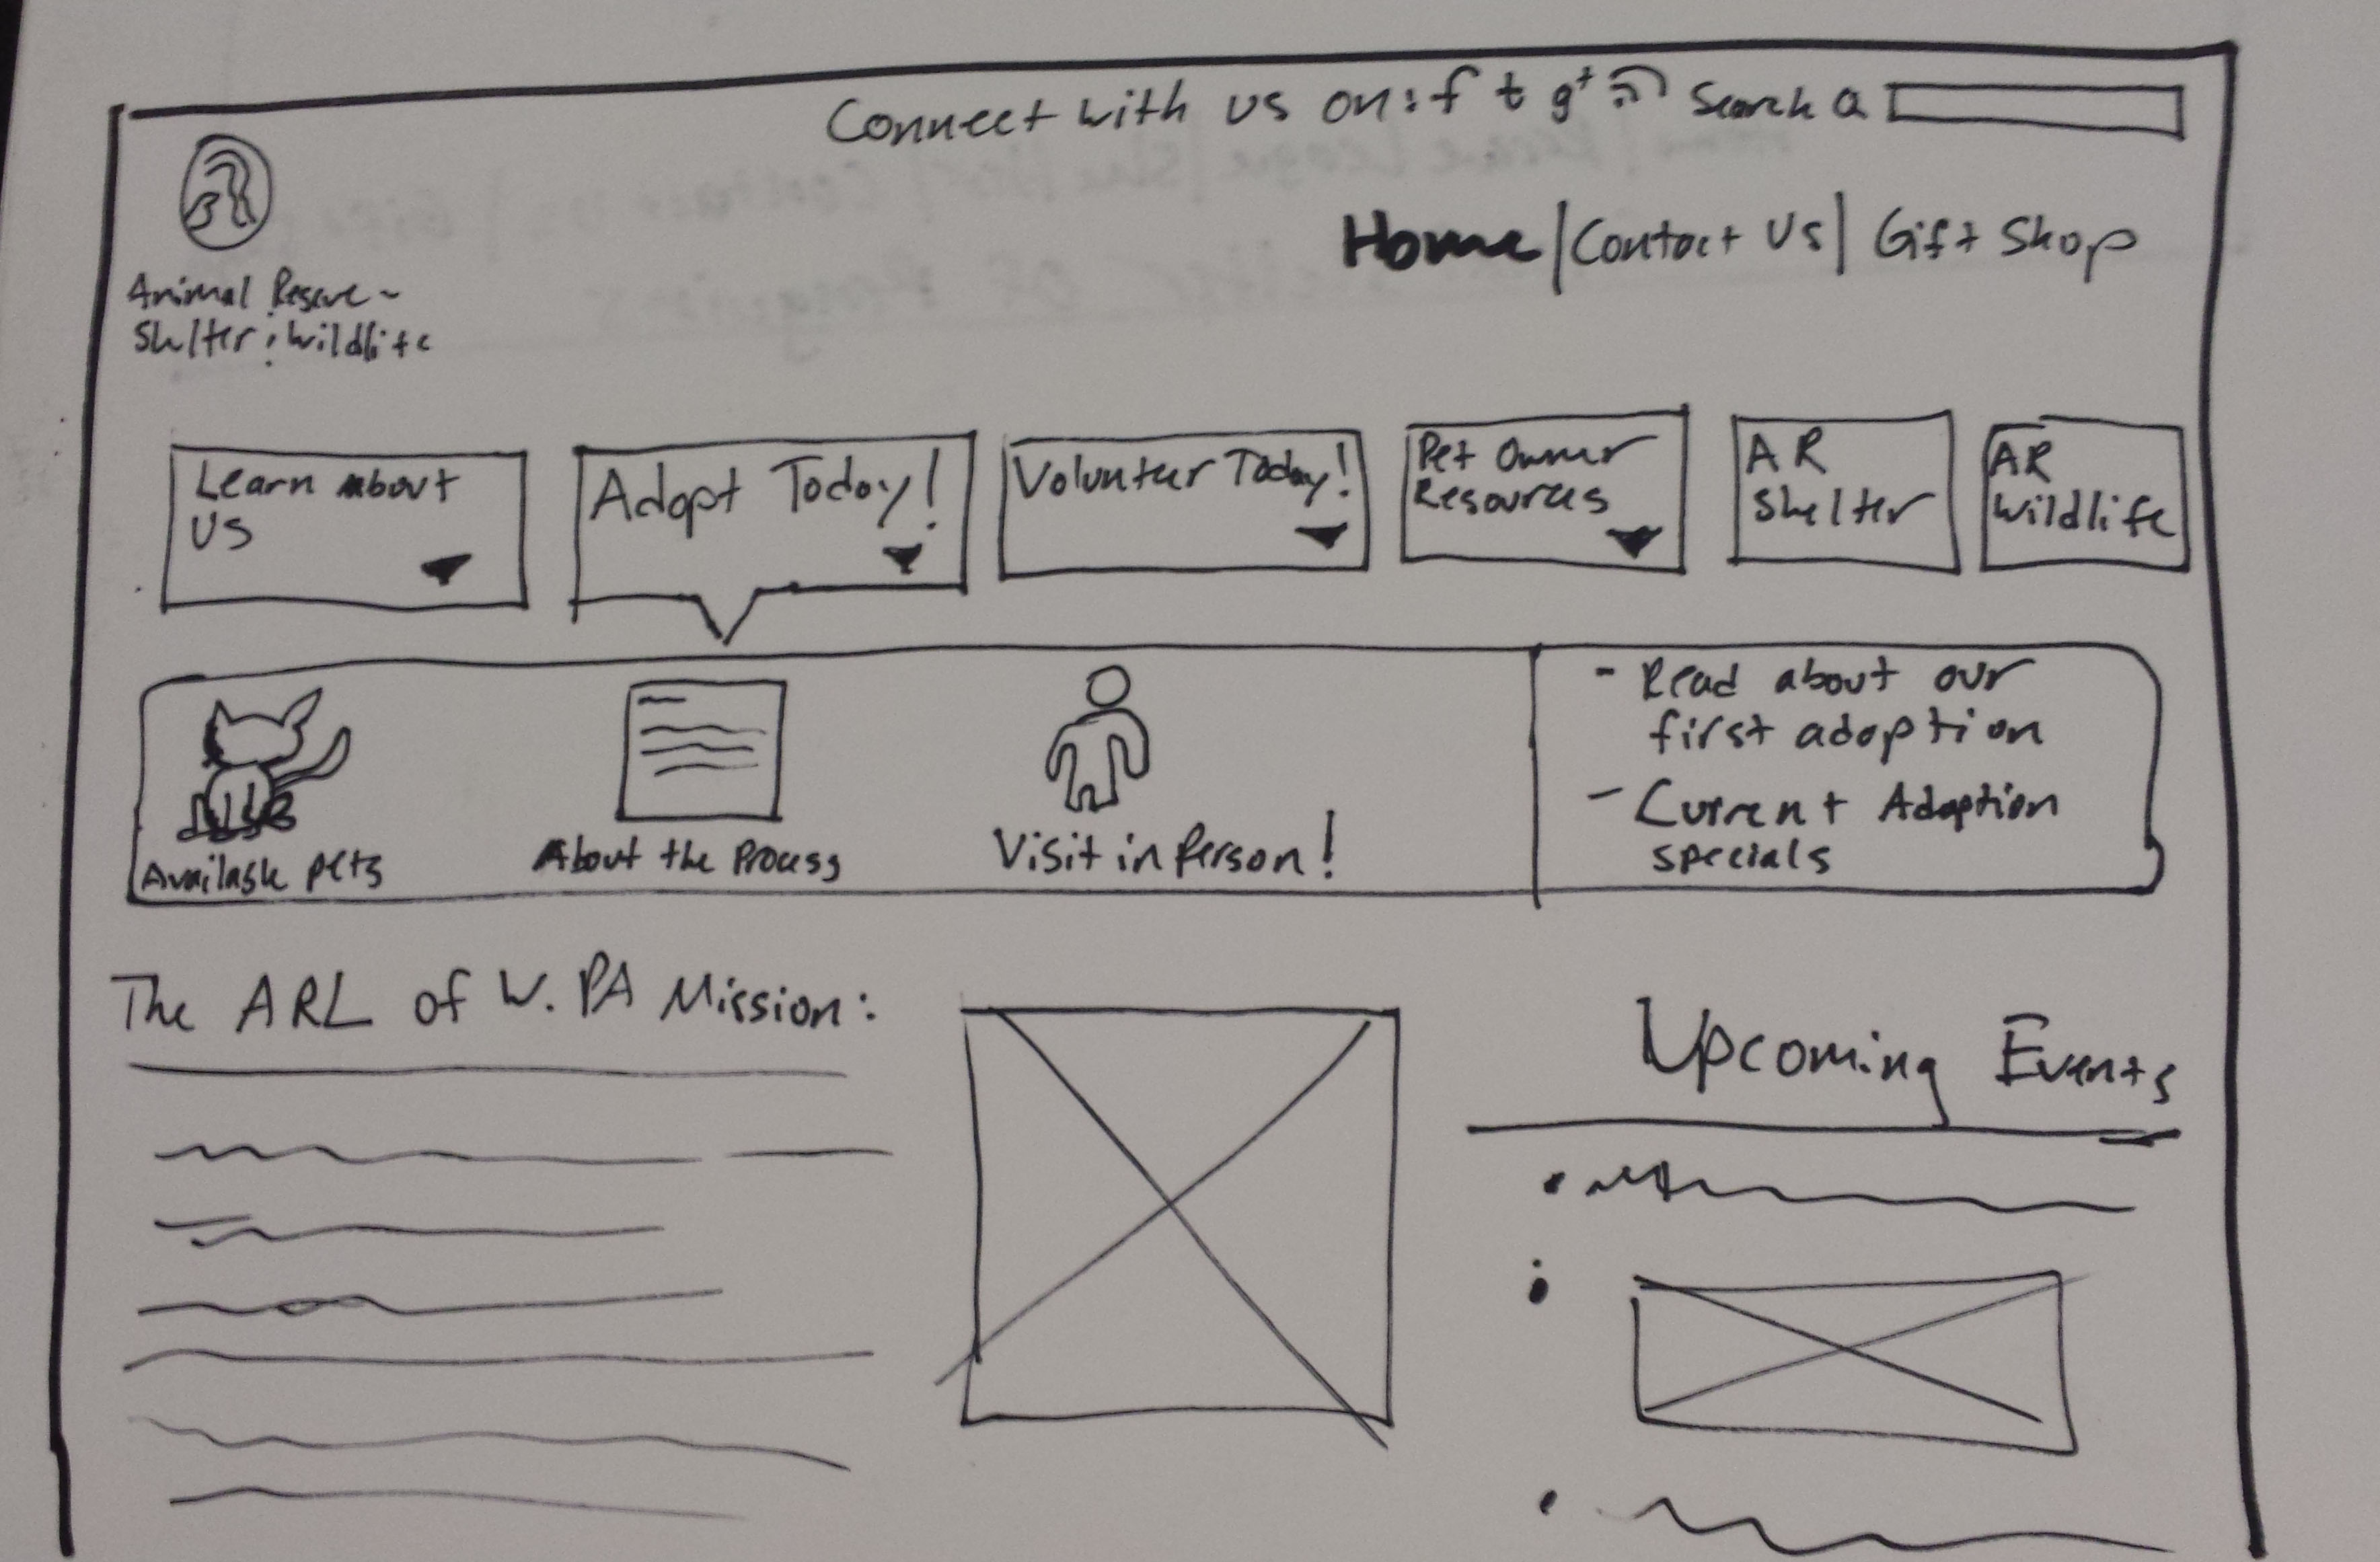 Connect with us on: f t g+ Search
Home | Contact Us | Gift Shop
Animal Rescue ~
Shelter & Wildlife
Learn about
US
Adopt Today!
Volunteer Today!
Pet Owner
Resources
AR
Shelter
AR
Wildlife
Available pets
About the Process
Visit in Person!
- Read about our
first adoption
- Current Adoption
specials
The ARL of W. PA Mission:
Upcoming Events